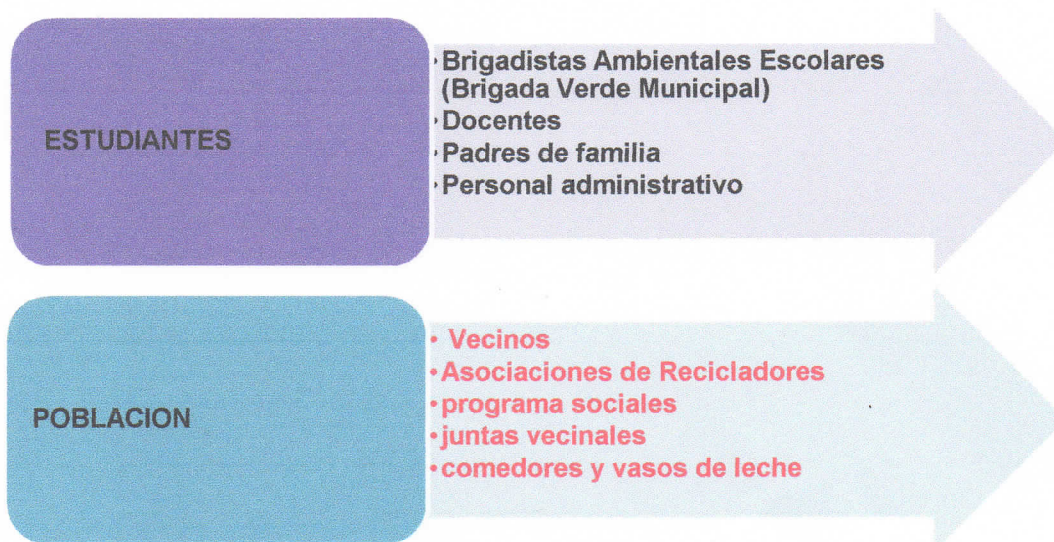 ESTUDIANTES
·Brigadistas Ambientales Escolares
(Brigada Verde Municipal)
·Docentes
·Padres de familia
·Personal administrativo
POBLACION
• Vecinos
•Asociaciones de Recicladores
•programa sociales
•juntas vecinales
•comedores y vasos de leche